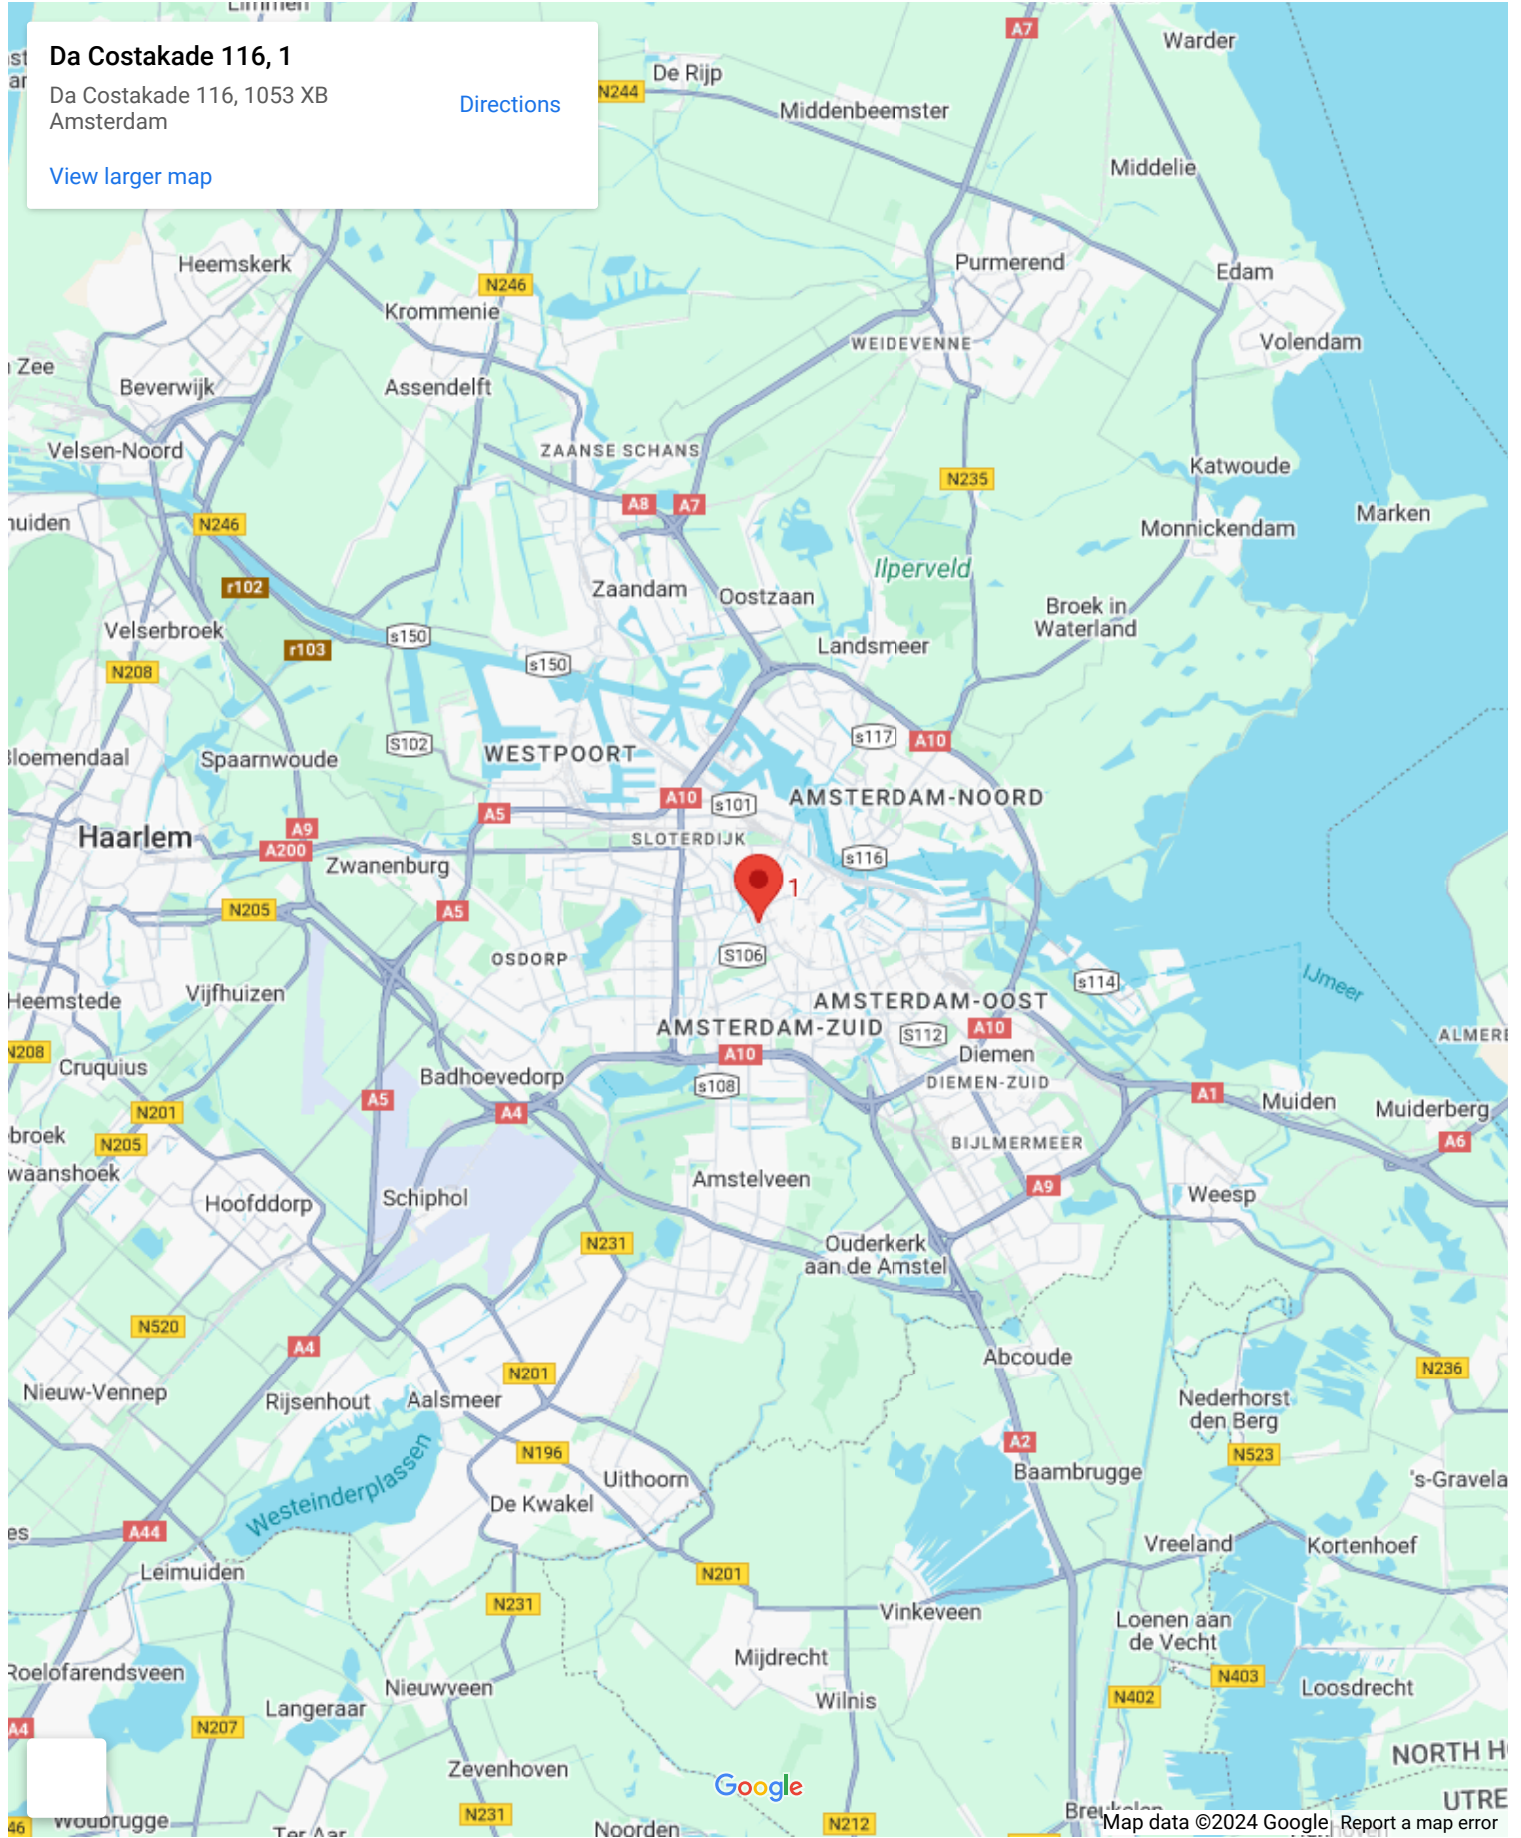 Limmen
Da Costakade 116, 1
Da Costakade 116, 1053 XB
Amsterdam
Directions
View larger map
A7
Warder
De Rijp
N244
Middenbeemster
Middelie
Heemskerk
N246
Purmerend
Edam
Krommenie
WEIDEVENNE
Volendam
Zee
Beverwijk
Assendelft
Velsen-Noord
ZAANSE SCHANS
Katwoude
N235
A8
A7
Marken
N246
huiden
Monnickendam
Ilperveld
r102
Zaandam
Oostzaan
Broek in
Waterland
Velserbroek
s150
r103
Landsmeer
N208
s150
S102
s117
A10
Bloemendaal
Spaarnwoude
WESTPOORT
A10
s101
AMSTERDAM-NOORD
A5
Haarlem
A9
A200
SLOTERDIJK
Zwanenburg
s116
1
N205
A5
OSDORP
S106
s114
IJmeer
Heemstede
Vijfhuizen
AMSTERDAM-OOST
AMSTERDAM-ZUID
S112
A10
ALMERE
N208
Cruquius
A10
Diemen
Badhoevedorp
s108
DIEMEN-ZUID
A5
A4
A1
Muiden
Muiderberg
N201
N205
broek
BIJLMERMEER
A6
waanshoek
Amstelveen
A9
Weesp
Hoofddorp
Schiphol
N231
Ouderkerk
aan de Amstel
N520
A4
Abcoude
N236
N201
Nieuw-Vennep
Rijsenhout
Aalsmeer
Nederhorst
den Berg
Westeinderplassen
N196
A2
N523
Uithoorn
Baambrugge
's-Gravela
De Kwakel
es
A44
Vreeland
Kortenhoef
Leimuiden
N201
N231
Vinkeveen
Loenen aan
de Vecht
Mijdrecht
Roelofarendsveen
N403
Nieuwveen
Loosdrecht
Langeraar
Wilnis
N402
A4
N207
NORTH H
Zevenhoven
Google
UTRE
Woubrugge
46
N231
Ter Aar
Noorden
N212
Breukelen
Map data ©2024 Google
Report a map error